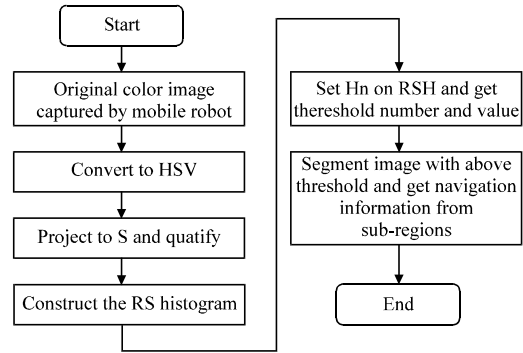 Start
Original color image
captured by mobile robot
Convert to HSV
Project to S and quatify
Construct the RS histogram
Set Hn on RSH and get
thereshold number and value
Segment image with above
threshold and get navigation
information from
sub-regions
End